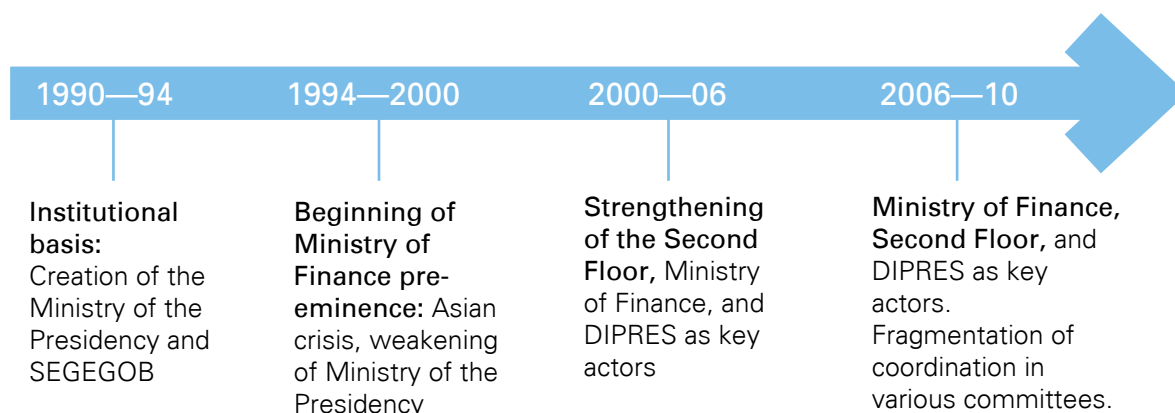 1990—94
1994—2000
2000—06
2006—10
Institutional
basis:
Creation of the
Ministry of the
Presidency and
SEGEGOB
Beginning of
Ministry of
Finance pre-
eminence: Asian
crisis, weakening
of Ministry of the
Presidency
Strengthening
of the Second
Floor, Ministry
of Finance, and
DIPRES as key
actors
Ministry of Finance,
Second Floor, and
DIPRES as key
actors.
Fragmentation of
coordination in
various committees.